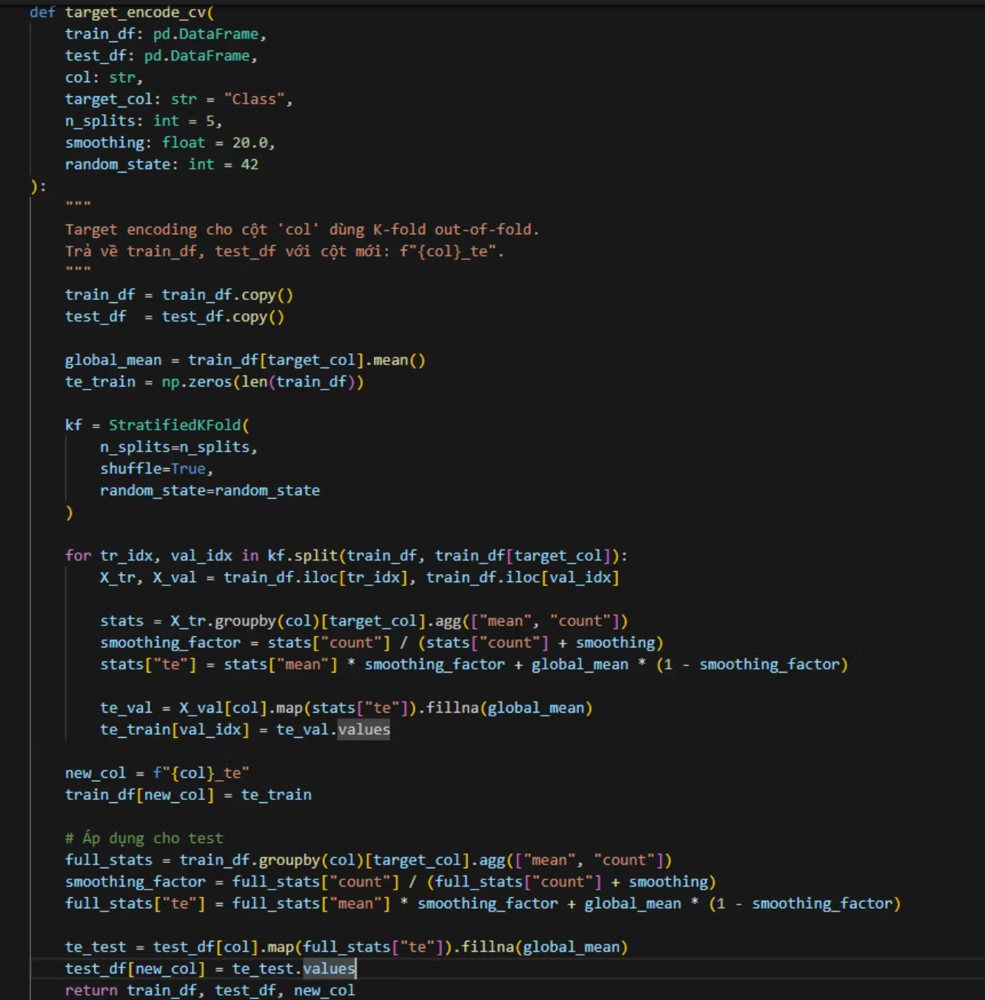 def target_encode_cv(
    train_df: pd.DataFrame,
    test_df: pd.DataFrame,
    col: str,
    target_col: str = "Class",
    n_splits: int = 5,
    smoothing: float = 20.0,
    random_state: int = 42
):
    """
    Target encoding cho cột 'col' dùng K-fold out-of-fold.
    Trả về train_df, test_df với cột mới: f"{col}_te".
    """
    train_df = train_df.copy()
    test_df  = test_df.copy()

    global_mean = train_df[target_col].mean()
    te_train = np.zeros(len(train_df))

    kf = StratifiedKFold(
        n_splits=n_splits,
        shuffle=True,
        random_state=random_state
    )

    for tr_idx, val_idx in kf.split(train_df, train_df[target_col]):
        X_tr, X_val = train_df.iloc[tr_idx], train_df.iloc[val_idx]

        stats = X_tr.groupby(col)[target_col].agg(["mean", "count"])
        smoothing_factor = stats["count"] / (stats["count"] + smoothing)
        stats["te"] = stats["mean"] * smoothing_factor + global_mean * (1 - smoothing_factor)

        te_val = X_val[col].map(stats["te"]).fillna(global_mean)
        te_train[val_idx] = te_val.values

    new_col = f"{col}_te"
    train_df[new_col] = te_train

    # Áp dụng cho test
    full_stats = train_df.groupby(col)[target_col].agg(["mean", "count"])
    smoothing_factor = full_stats["count"] / (full_stats["count"] + smoothing)
    full_stats["te"] = full_stats["mean"] * smoothing_factor + global_mean * (1 - smoothing_factor)

    te_test = test_df[col].map(full_stats["te"]).fillna(global_mean)
    test_df[new_col] = te_test.values
    return train_df, test_df, new_col